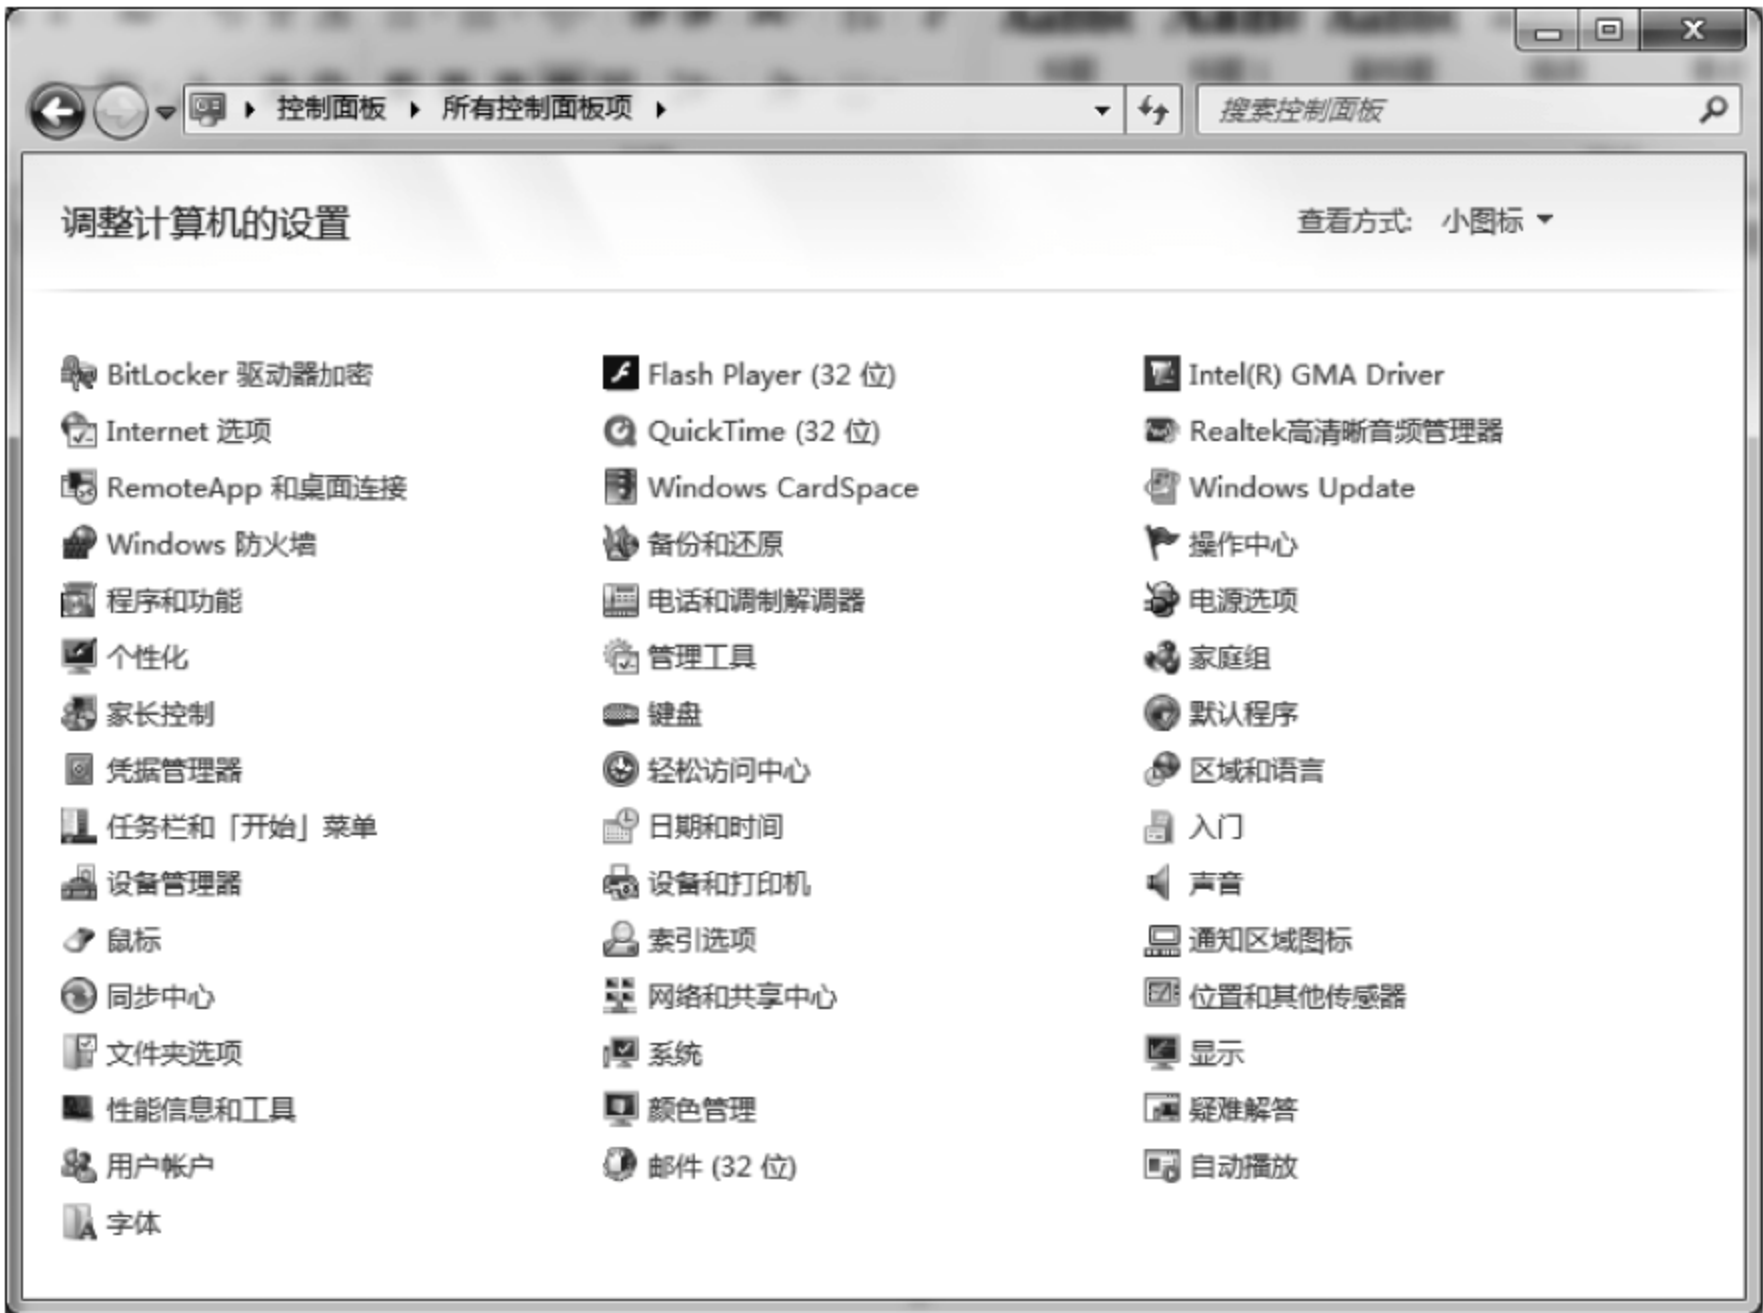 控制面板 所有控制面板项
搜索控制面板
调整计算机的设置
查看方式: 小图标
BitLocker 驱动器加密 Flash Player (32 位) Intel(R) GMA Driver
Internet 选项 QuickTime (32 位) Realtek高清晰音频管理器
RemoteApp 和桌面连接 Windows CardSpace Windows Update
Windows 防火墙 备份和还原 操作中心
程序和功能 电话和调制解调器 电源选项
个性化 管理工具 家庭组
家长控制 键盘 默认程序
凭据管理器 轻松访问中心 区域和语言
任务栏和「开始」菜单 日期和时间 入门
设备管理器 设备和打印机 声音
鼠标 索引选项 通知区域图标
同步中心 网络和共享中心 位置和其他传感器
文件夹选项 系统 显示
性能信息和工具 颜色管理 疑难解答
用户帐户 邮件 (32 位) 自动播放
字体